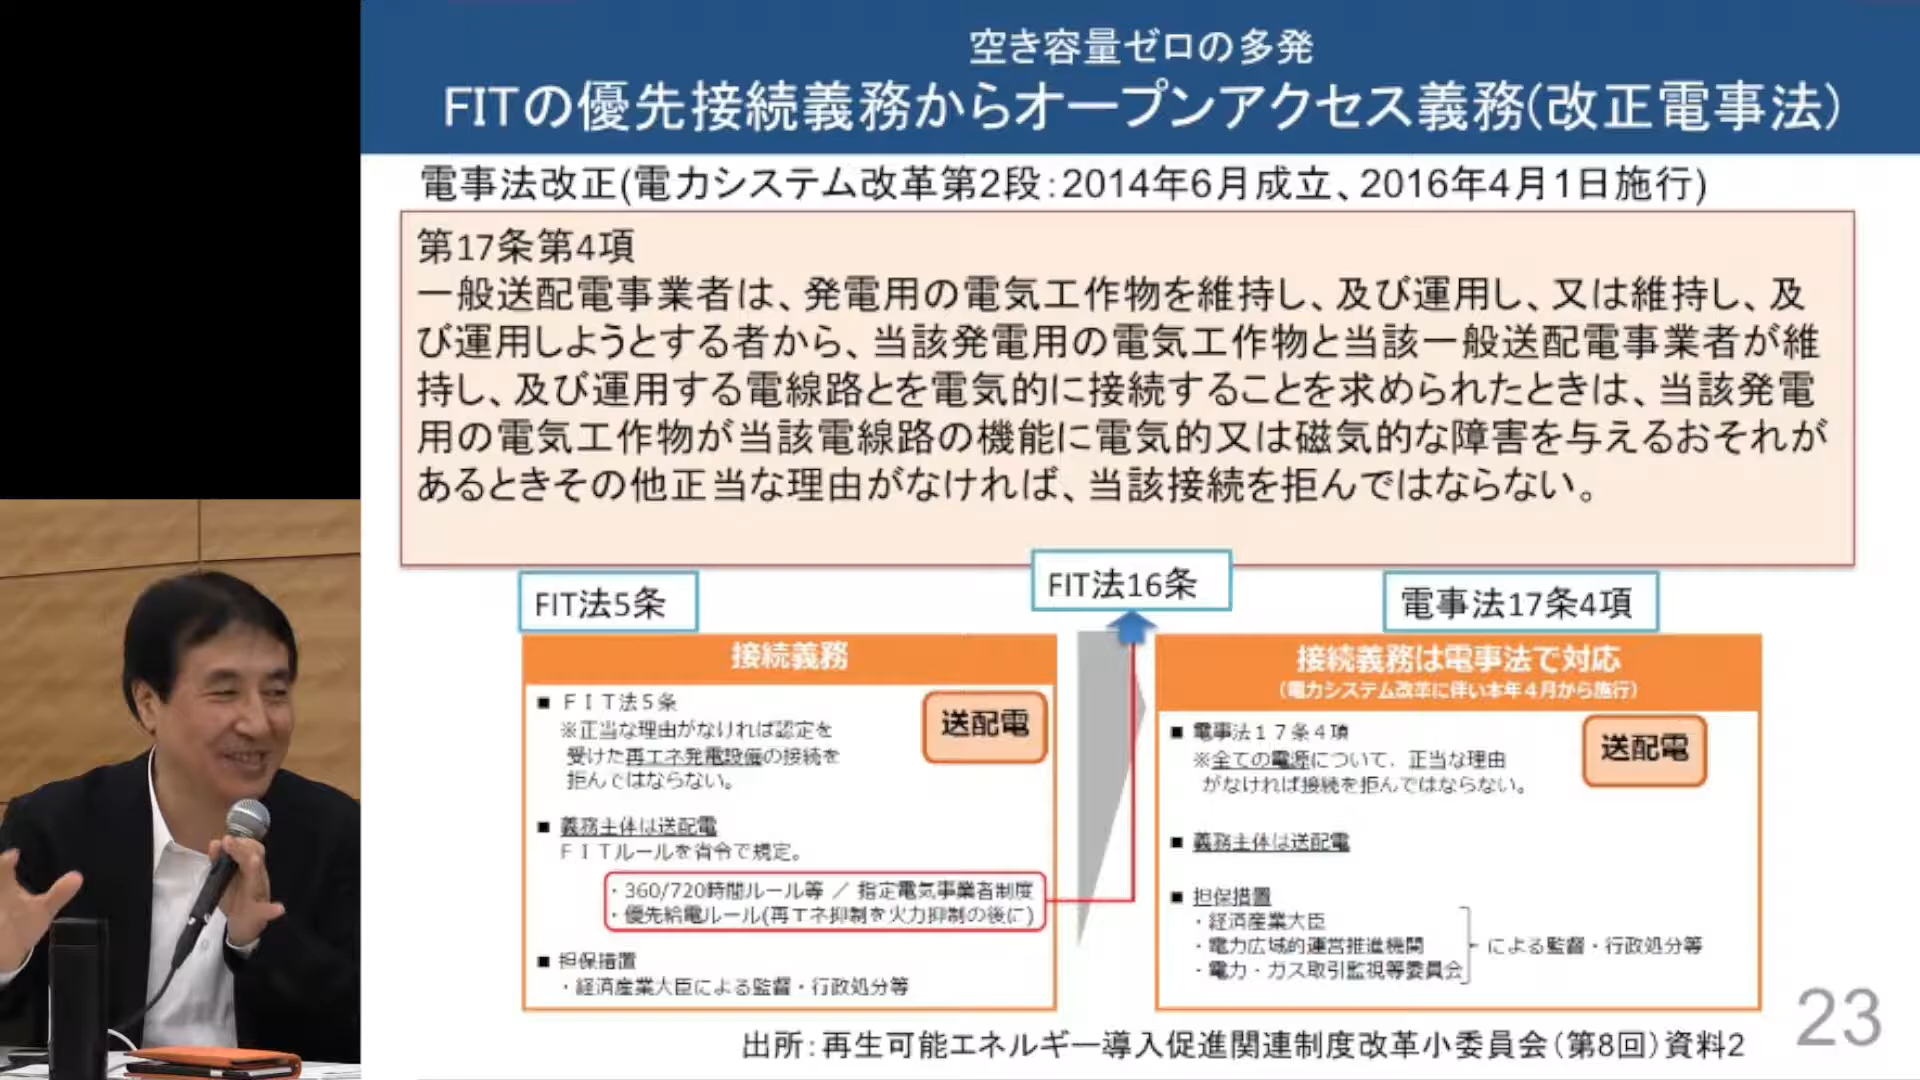 空き容量ゼロの多発
FITの優先接続義務からオープンアクセス義務(改正電事法)
電事法改正(電力システム改革第2段:2014年6月成立、2016年4月1日施行)
第17条第4項
一般送配電事業者は、発電用の電気工作物を維持し、及び運用し、又は維持し、及
び運用しようとする者から、当該発電用の電気工作物と当該一般送配電事業者が維
持し、及び運用する電線路とを電気的に接続することを求められたときは、当該発電
用の電気工作物が当該電線路の機能に電気的又は磁気的な障害を与えるおそれが
あるときその他正当な理由がなければ、当該接続を拒んではならない。
FIT法5条
接続義務
■ FIT法5条
※正当な理由がなければ認定を
受けた再エネ発電設備の接続を
拒んではならない。
送配電
■ 義務主体は送配電
FITルールを省令で規定。
・360/720時間ルール等 / 指定電気事業者制度
・優先給電ルール(再エネ抑制を火力抑制の後に)
■ 担保措置
・経済産業大臣による監督・行政処分等
FIT法16条
電事法17条4項
接続義務は電事法で対応
(電力システム改革に伴い本年4月から施行)
■ 電事法17条4項
※全ての電源について、正当な理由
がなければ接続を拒んではならない。
送配電
■ 義務主体は送配電
■ 担保措置
・経済産業大臣
・電力広域的運営推進機関
・電力・ガス取引監視等委員会
による監督・行政処分等
出所:再生可能エネルギー導入促進関連制度改革小委員会(第8回)資料2
23